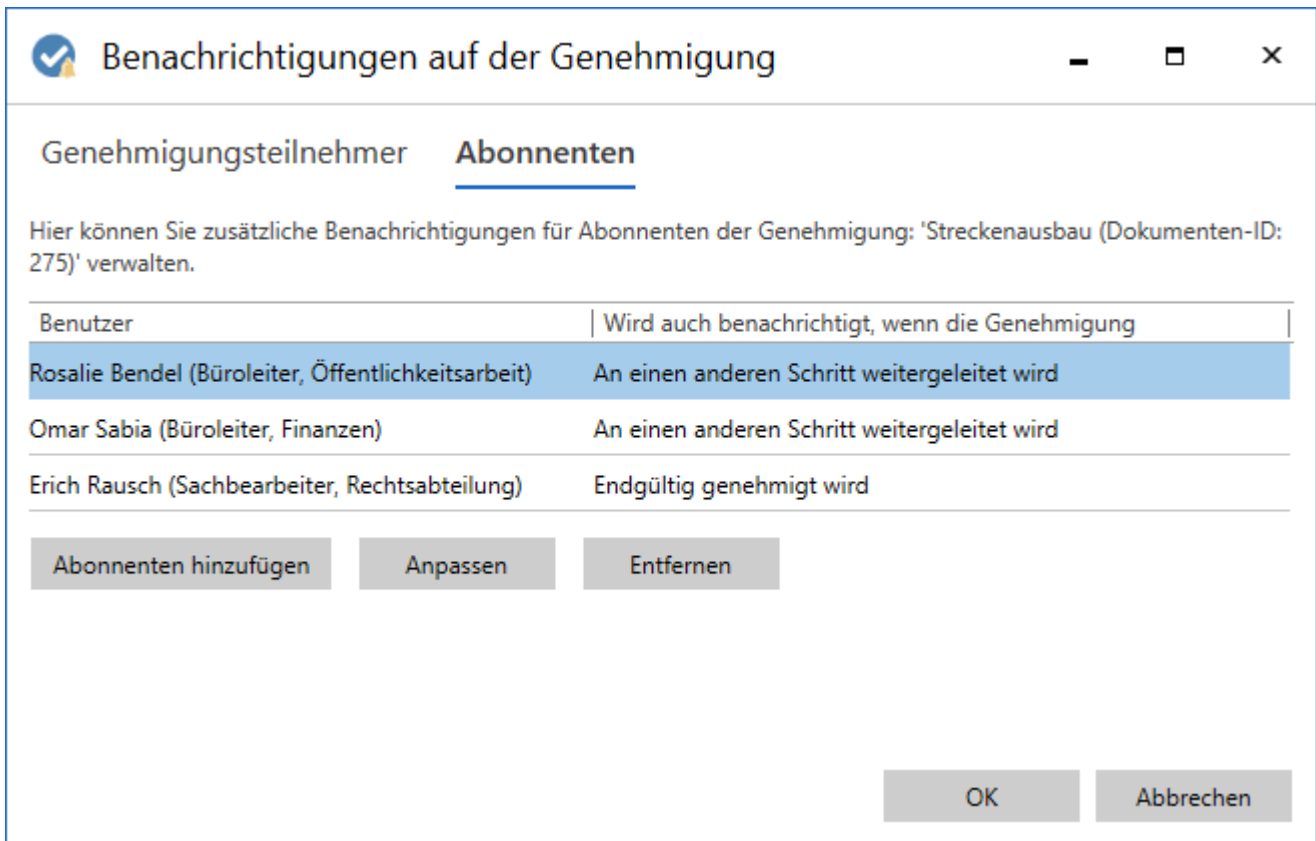 Benachrichtigungen auf der Genehmigung
Genehmigungsteilnehmer Abonnenten
Hier können Sie zusätzliche Benachrichtigungen für Abonnenten der Genehmigung: 'Streckenausbau (Dokumenten-ID:
275)' verwalten.
Benutzer Wird auch benachrichtigt, wenn die Genehmigung
Rosalie Bendel (Büroleiter, Öffentlichkeitsarbeit) An einen anderen Schritt weitergeleitet wird
Omar Sabia (Büroleiter, Finanzen) An einen anderen Schritt weitergeleitet wird
Erich Rausch (Sachbearbeiter, Rechtsabteilung) Endgültig genehmigt wird
Abonnenten hinzufügen Anpassen Entfernen
OK Abbrechen